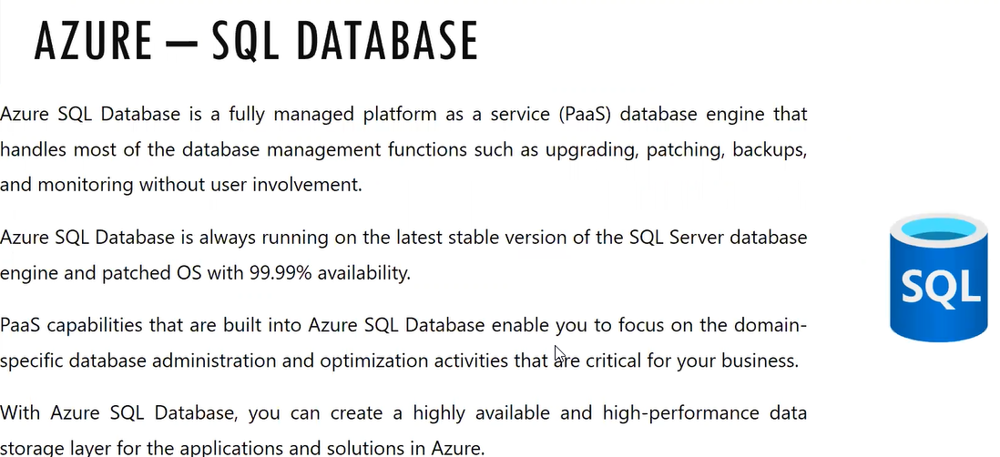 AZURE – SQL DATABASE
Azure SQL Database is a fully managed platform as a service (PaaS) database engine that
handles most of the database management functions such as upgrading, patching, backups,
and monitoring without user involvement.
Azure SQL Database is always running on the latest stable version of the SQL Server database
engine and patched OS with 99.99% availability.
PaaS capabilities that are built into Azure SQL Database enable you to focus on the domain-
specific database administration and optimization activities that are critical for your business.
With Azure SQL Database, you can create a highly available and high-performance data
storage layer for the applications and solutions in Azure.
SQL